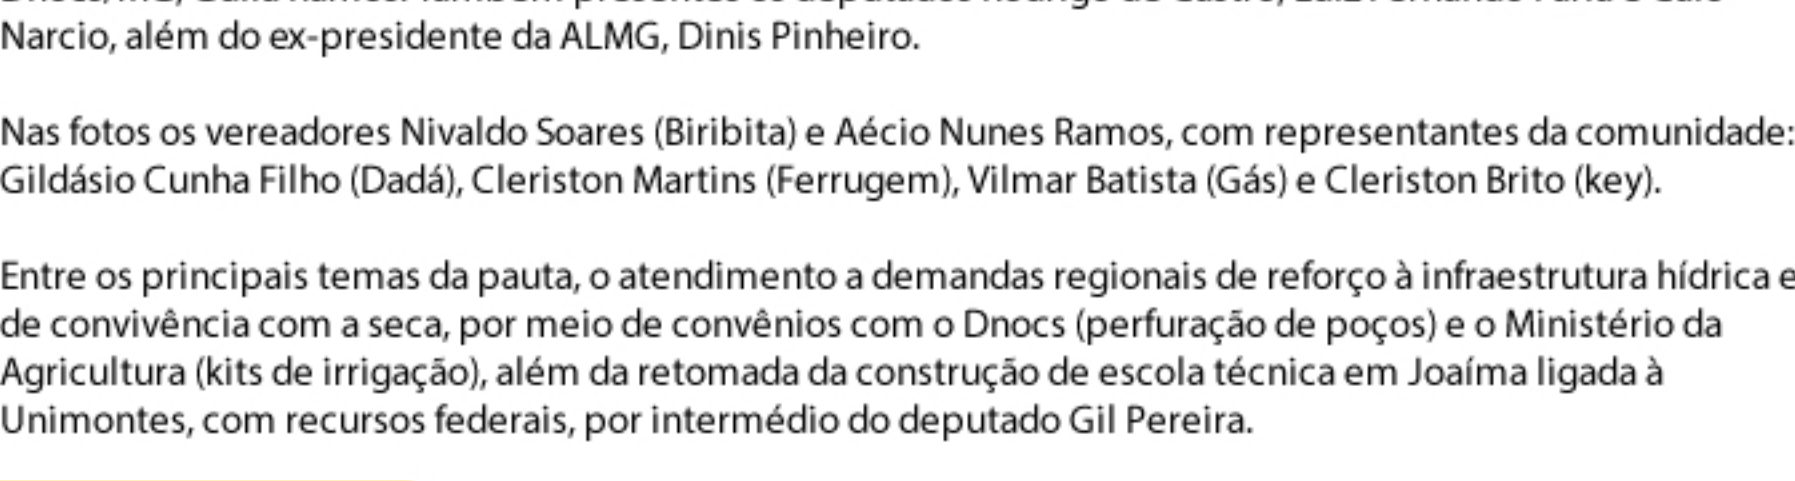 Narcio, além do ex-presidente da ALMG, Dinis Pinheiro.
Nas fotos os vereadores Nivaldo Soares (Biribita) e Aécio Nunes Ramos, com representantes da comunidade:
Gildásio Cunha Filho (Dadá), Cleriston Martins (Ferrugem), Vilmar Batista (Gás) e Cleriston Brito (key).
Entre os principais temas da pauta, o atendimento a demandas regionais de reforço à infraestrutura hídrica e
de convivência com a seca, por meio de convênios com o Dnocs (perfuração de poços) e o Ministério da
Agricultura (kits de irrigação), além da retomada da construção de escola técnica em Joaíma ligada à
Unimontes, com recursos federais, por intermédio do deputado Gil Pereira.